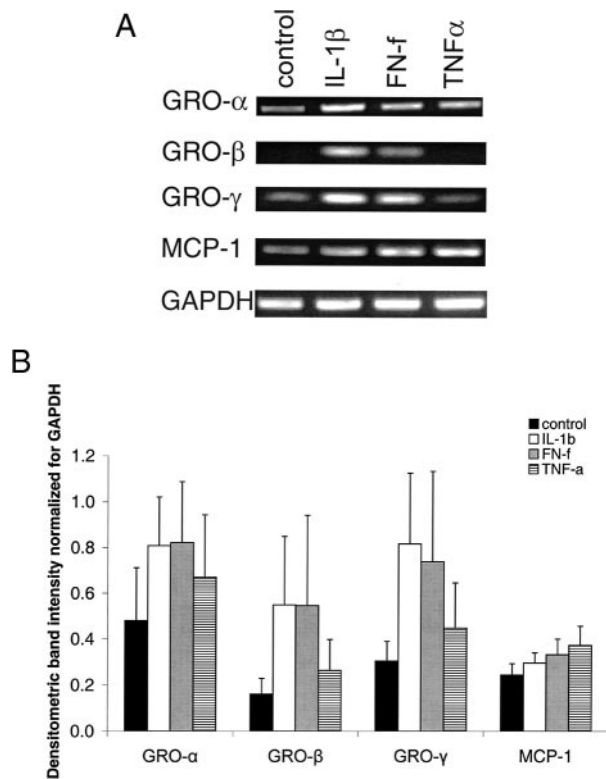 A
control IL-1β FN-f TNFα
GRO-α
GRO-β
GRO-γ
MCP-1
GAPDH
B
Densitometric band intensity normalized for GAPDH
control
IL-1b
FN-f
TNF-a
1.2
1.0
0.8
0.6
0.4
0.2
0.0
GRO-α GRO-β GRO-γ MCP-1